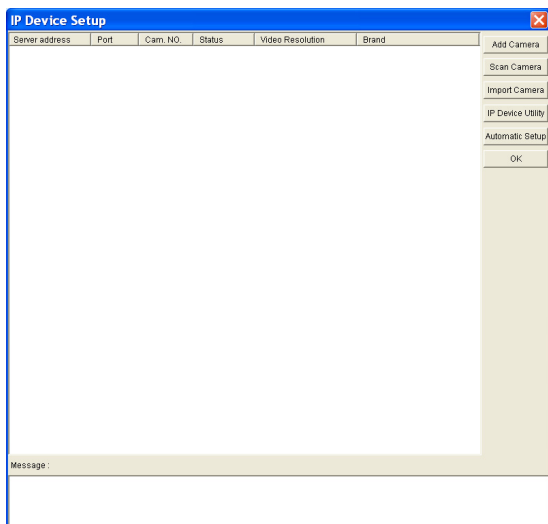 IP Device Setup
Server address Port Cam. NO. Status Video Resolution Brand
Add Camera
Scan Camera
Import Camera
IP Device Utility
Automatic Setup
OK
Message :